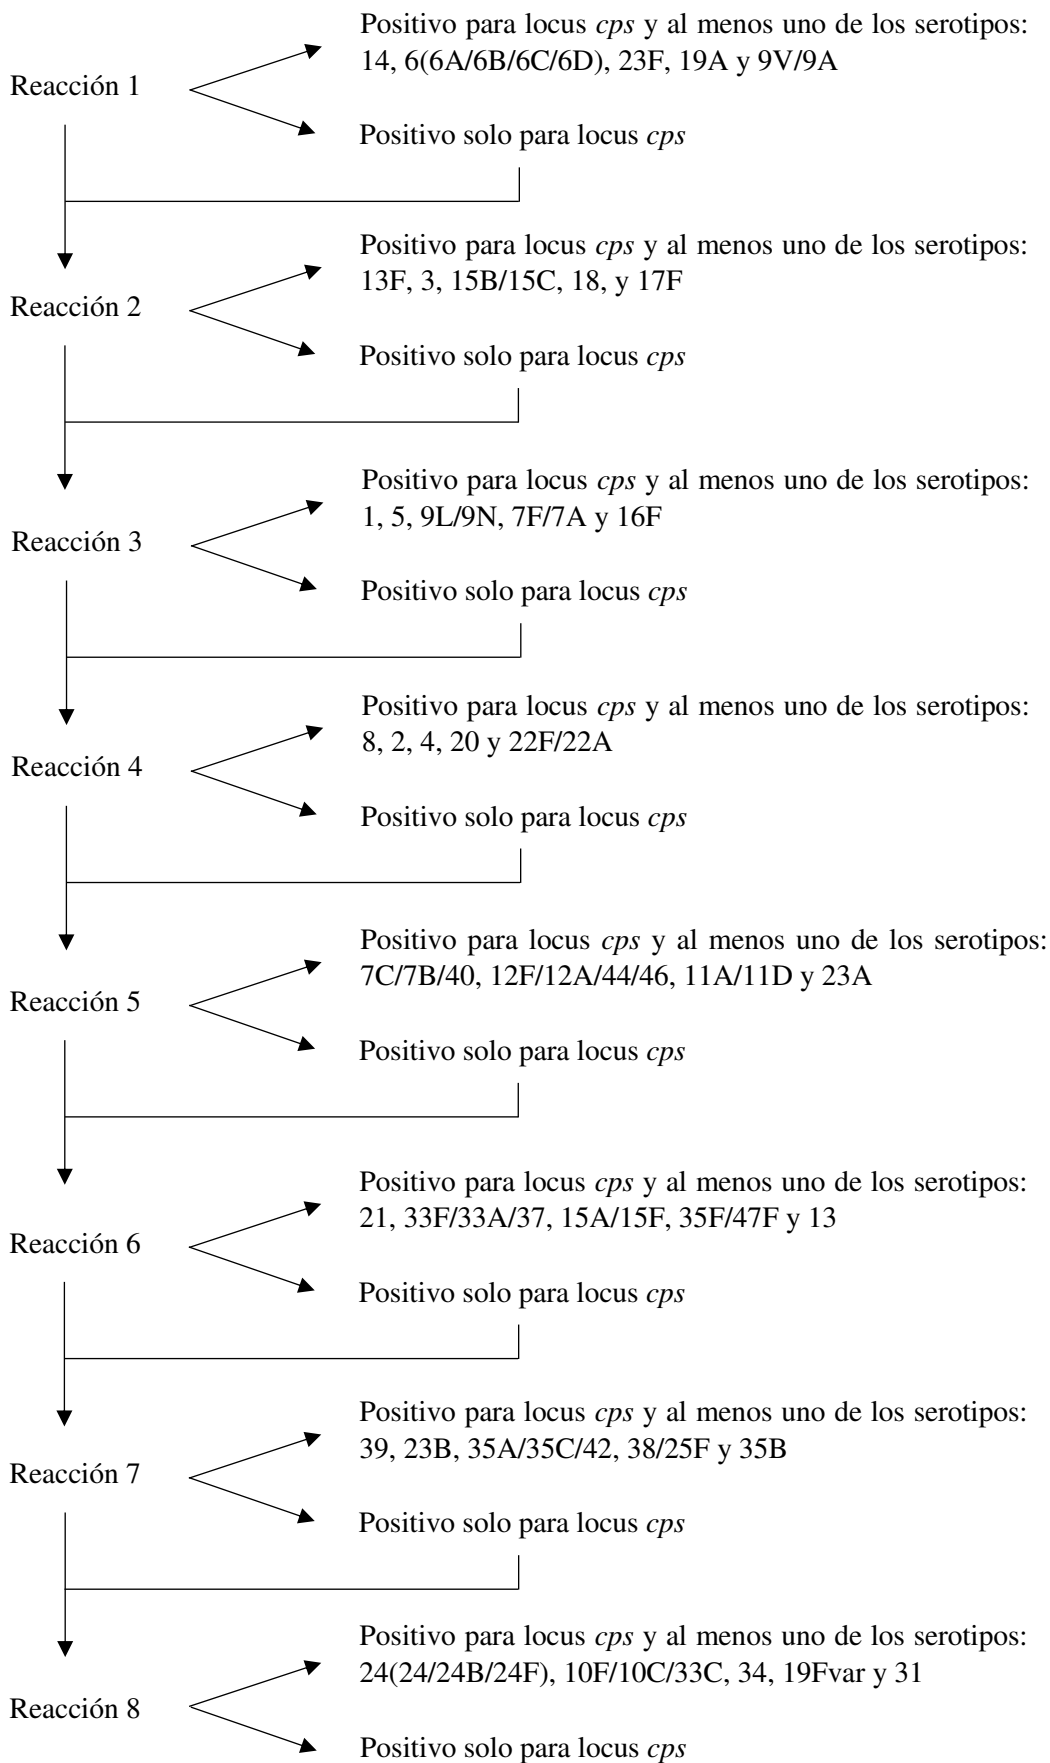 Positivo para locus cps y al menos uno de los serotipos:
14, 6(6A/6B/6C/6D), 23F, 19A y 9V/9A
Reacción 1
Positivo solo para locus cps
Positivo para locus cps y al menos uno de los serotipos:
13F, 3, 15B/15C, 18, y 17F
Reacción 2
Positivo solo para locus cps
Positivo para locus cps y al menos uno de los serotipos:
1, 5, 9L/9N, 7F/7A y 16F
Reacción 3
Positivo solo para locus cps
Positivo para locus cps y al menos uno de los serotipos:
8, 2, 4, 20 y 22F/22A
Reacción 4
Positivo solo para locus cps
Positivo para locus cps y al menos uno de los serotipos:
7C/7B/40, 12F/12A/44/46, 11A/11D y 23A
Reacción 5
Positivo solo para locus cps
Positivo para locus cps y al menos uno de los serotipos:
21, 33F/33A/37, 15A/15F, 35F/47F y 13
Reacción 6
Positivo solo para locus cps
Positivo para locus cps y al menos uno de los serotipos:
39, 23B, 35A/35C/42, 38/25F y 35B
Reacción 7
Positivo solo para locus cps
Positivo para locus cps y al menos uno de los serotipos:
24(24/24B/24F), 10F/10C/33C, 34, 19Fvar y 31
Reacción 8
Positivo solo para locus cps